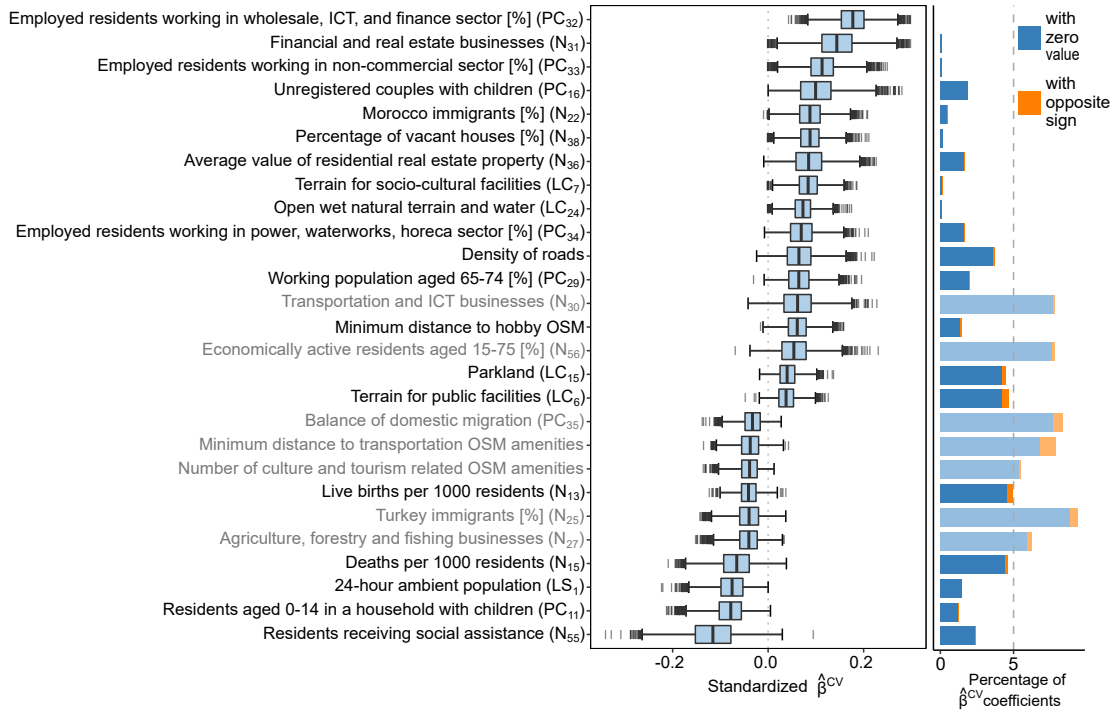 Employed residents working in wholesale, ICT, and finance sector [%] (PC₃₂)
Financial and real estate businesses (N₃₁)
Employed residents working in non-commercial sector [%] (PC₃₃)
Unregistered couples with children (PC₁₆)
Morocco immigrants [%] (N₂₂)
Percentage of vacant houses [%] (N₃₈)
Average value of residential real estate property (N₃₆)
Terrain for socio-cultural facilities (LC₇)
Open wet natural terrain and water (LC₂₄)
Employed residents working in power, waterworks, horeca sector [%] (PC₃₄)
Density of roads
Working population aged 65-74 [%] (PC₂₉)
Transportation and ICT businesses (N₃₀)
Minimum distance to hobby OSM
Economically active residents aged 15-75 [%] (N₅₆)
Parkland (LC₁₅)
Terrain for public facilities (LC₆)
Balance of domestic migration (PC₃₅)
Minimum distance to transportation OSM amenities
Number of culture and tourism related OSM amenities
Live births per 1000 residents (N₁₃)
Turkey immigrants [%] (N₂₅)
Agriculture, forestry and fishing businesses (N₂₇)
Deaths per 1000 residents (N₁₅)
24-hour ambient population (LS₁)
Residents aged 0-14 in a household with children (PC₁₁)
Residents receiving social assistance (N₅₅)
-0.2 0.0 0.2
Standardized β̂ᶜⱽ
with
zero
value
with
opposite
sign
0 5
Percentage of
β̂ᶜⱽcoefficients